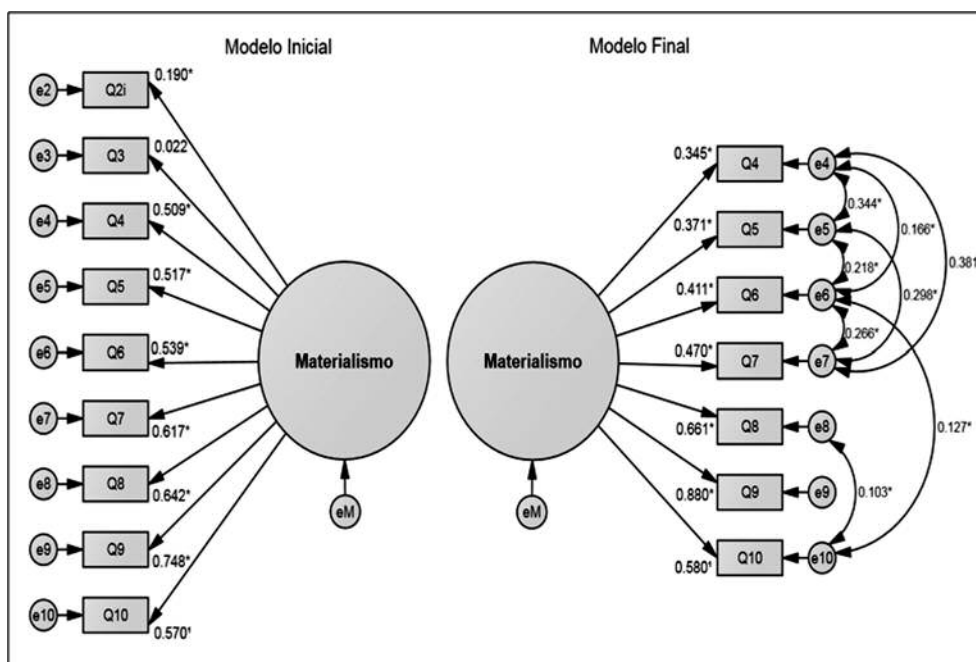 Modelo Inicial
e2 Q2i 0.190*
e3 Q3 0.022
e4 Q4 0.509*
e5 Q5 0.517*
e6 Q6 0.539*
e7 Q7 0.617*
e8 Q8 0.642*
e9 Q9 0.748*
e10 Q10 0.570*
Materialismo
eM
Modelo Final
Materialismo
eM
0.345* Q4 e4
0.371* Q5 e5
0.411* Q6 e6
0.470* Q7 e7
0.661* Q8 e8
0.880* Q9 e9
0.580* Q10 e10
0.344*
0.166*
0.381
0.218*
0.298*
0.266*
0.127*
0.103*